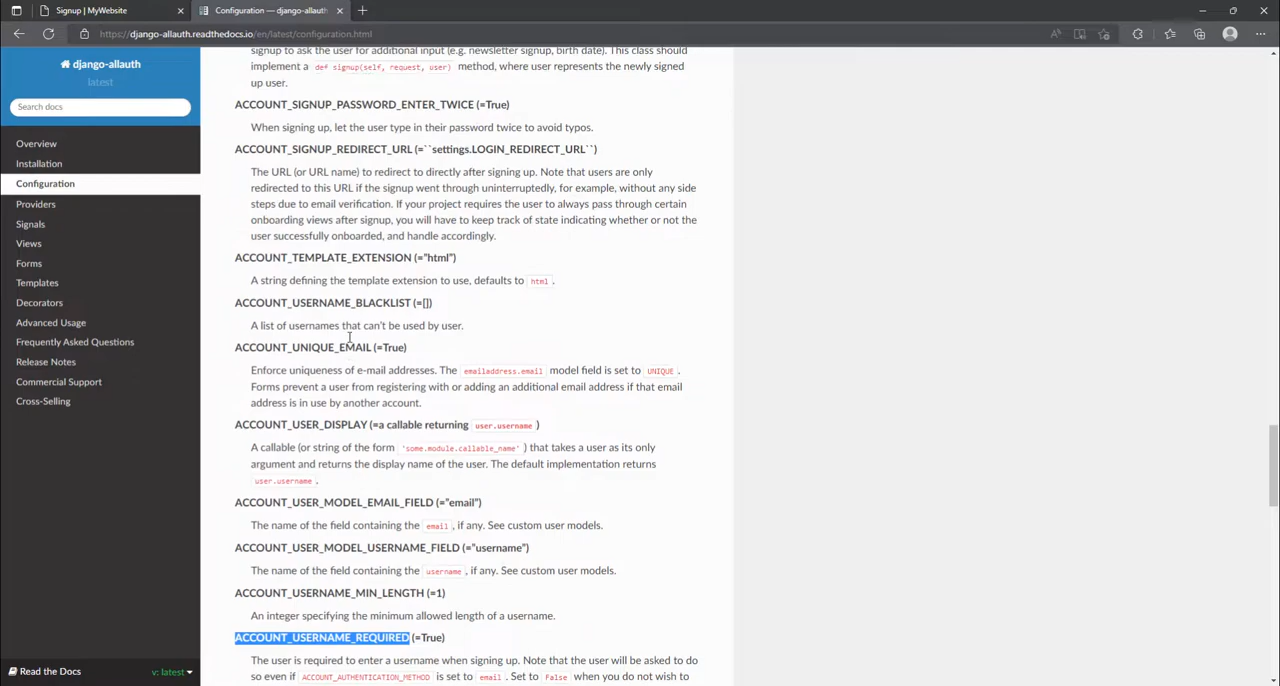 Signup | MyWebsite
Configuration — django-allauth
https://django-allauth.readthedocs.io/en/latest/configuration.html
django-allauth
latest
Search docs
Overview
Installation
Configuration
Providers
Signals
Views
Forms
Templates
Decorators
Advanced Usage
Frequently Asked Questions
Release Notes
Commercial Support
Cross-Selling
Read the Docs
v: latest
signup to ask the user for additional input (e.g. newsletter signup, birth date). This class should
implement a def signup(self, request, user) method, where user represents the newly signed
up user.
ACCOUNT_SIGNUP_PASSWORD_ENTER_TWICE (=True)
When signing up, let the user type in their password twice to avoid typos.
ACCOUNT_SIGNUP_REDIRECT_URL (=``settings.LOGIN_REDIRECT_URL``)
The URL (or URL name) to redirect to directly after signing up. Note that users are only
redirected to this URL if the signup went through uninterruptedly, for example, without any side
steps due to email verification. If your project requires the user to always pass through certain
onboarding views after signup, you will have to keep track of state indicating whether or not the
user successfully onboarded, and handle accordingly.
ACCOUNT_TEMPLATE_EXTENSION (=”html”)
A string defining the template extension to use, defaults to html.
ACCOUNT_USERNAME_BLACKLIST (=[])
A list of usernames that can’t be used by user.
ACCOUNT_UNIQUE_EMAIL (=True)
Enforce uniqueness of e-mail addresses. The emailaddress.email model field is set to UNIQUE.
Forms prevent a user from registering with or adding an additional email address if that email
address is in use by another account.
ACCOUNT_USER_DISPLAY (=a callable returning user.username)
A callable (or string of the form 'some.module.callable_name') that takes a user as its only
argument and returns the display name of the user. The default implementation returns
user.username.
ACCOUNT_USER_MODEL_EMAIL_FIELD (=”email”)
The name of the field containing the email, if any. See custom user models.
ACCOUNT_USER_MODEL_USERNAME_FIELD (=”username”)
The name of the field containing the username, if any. See custom user models.
ACCOUNT_USERNAME_MIN_LENGTH (=1)
An integer specifying the minimum allowed length of a username.
ACCOUNT_USERNAME_REQUIRED (=True)
The user is required to enter a username when signing up. Note that the user will be asked to do
so even if ACCOUNT_AUTHENTICATION_METHOD is set to email. Set to False when you do not wish to